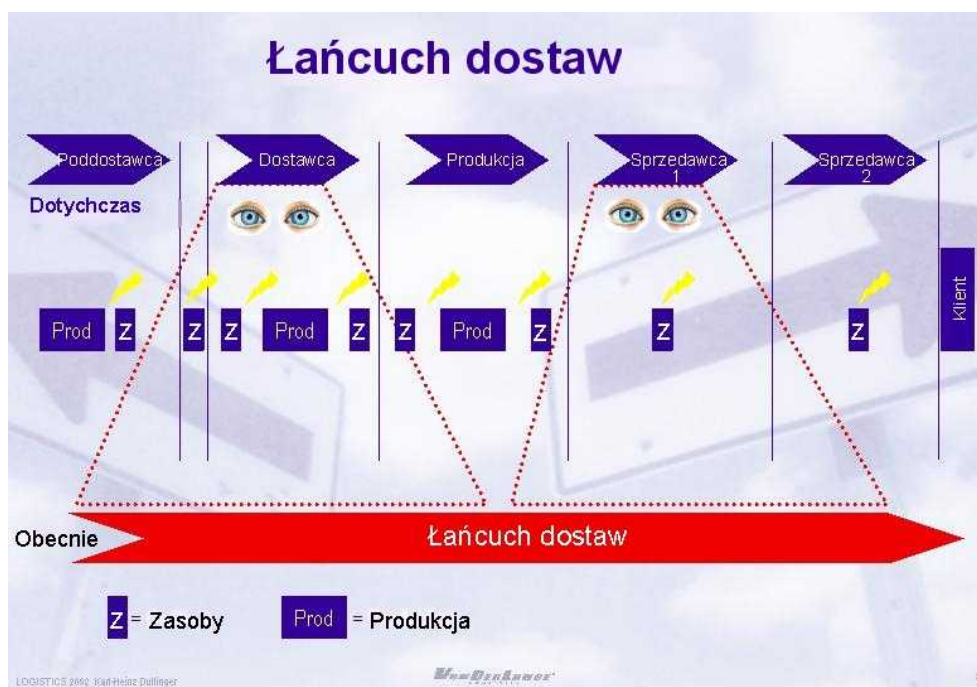 Łańcuch dostaw
Poddostawca
Dostawca
Produkcja
Sprzedawca
1
Sprzedawca
2
Dotychczas
Klient
Prod
Z
Z
Z
Prod
Z
Z
Prod
Z
Z
Z
Obecnie
Łańcuch dostaw
Z = Zasoby
Prod = Produkcja
LOGISTICS 2002 Karl-Heinz Dullinger
VanDerLande